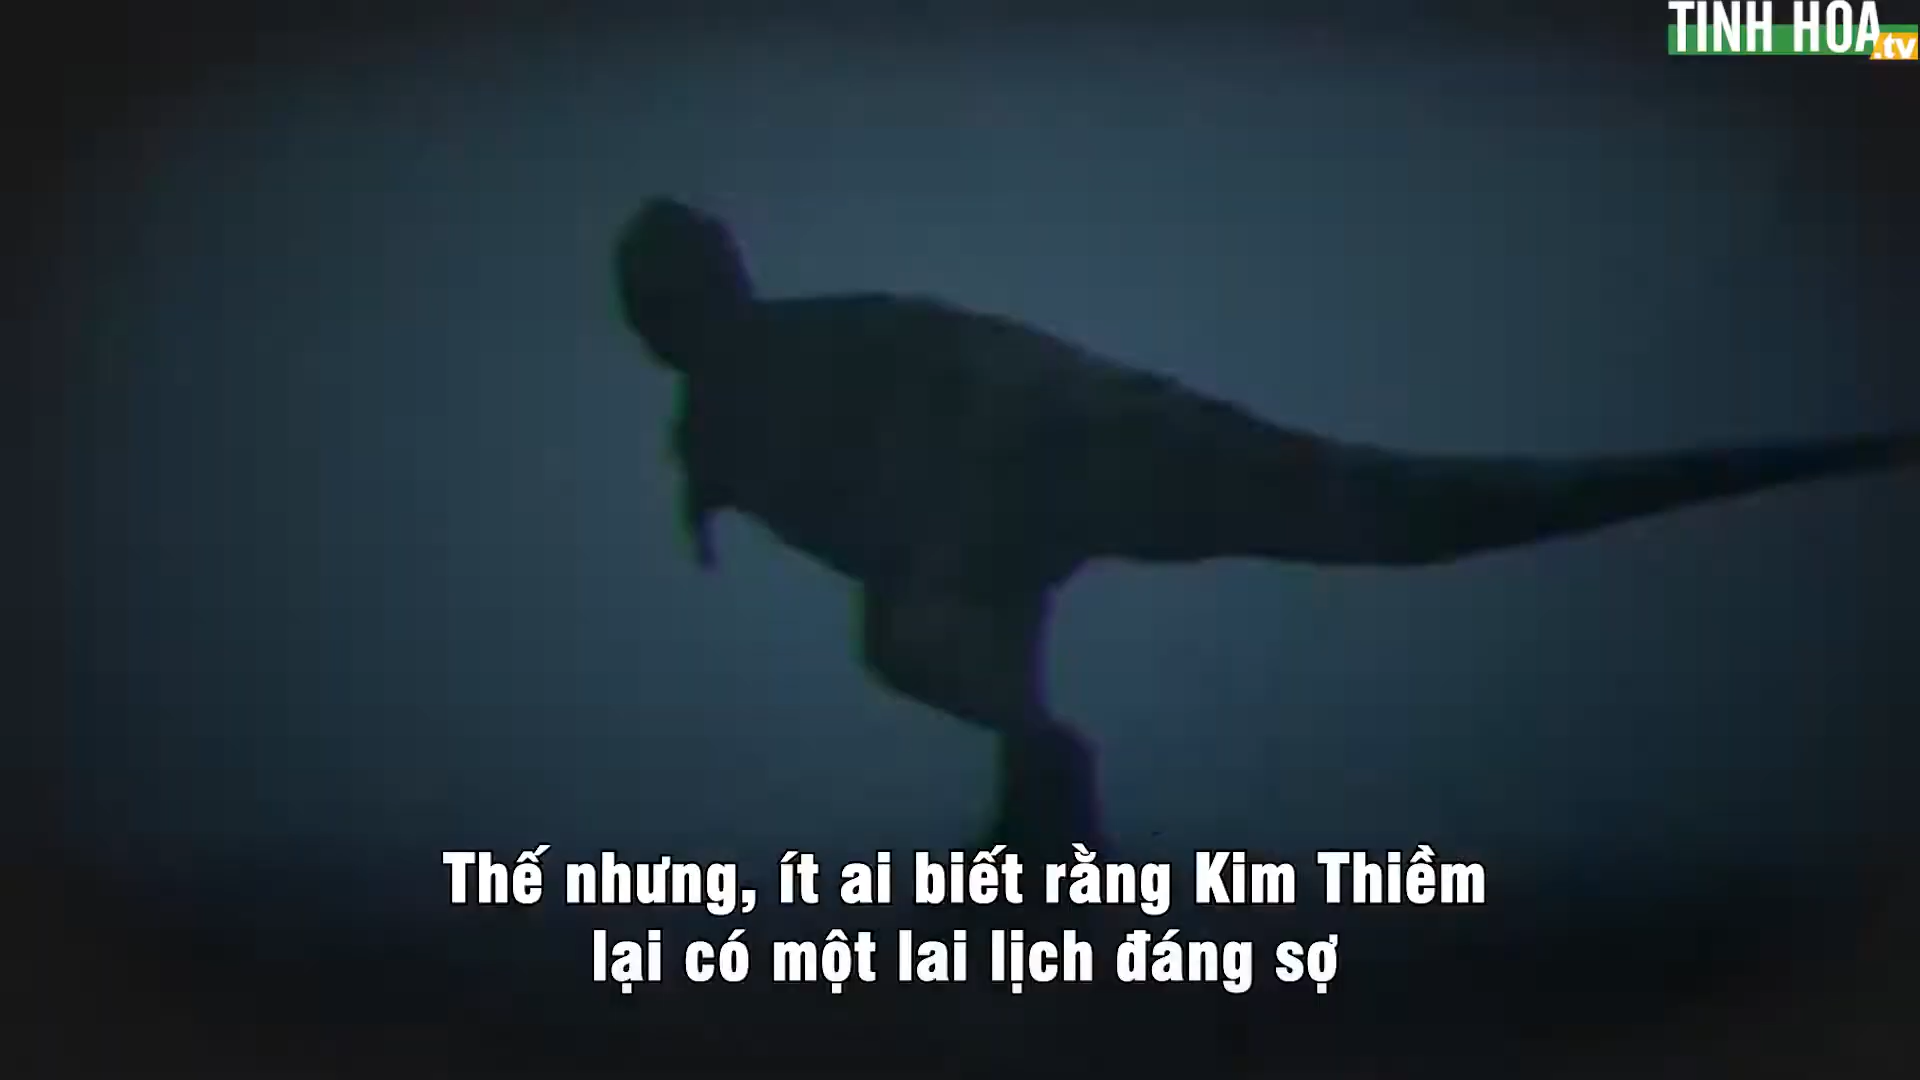 TINH HOA
.tv
Thế nhưng, ít ai biết rằng Kim Thiềm
lại có một lai lịch đáng sợ